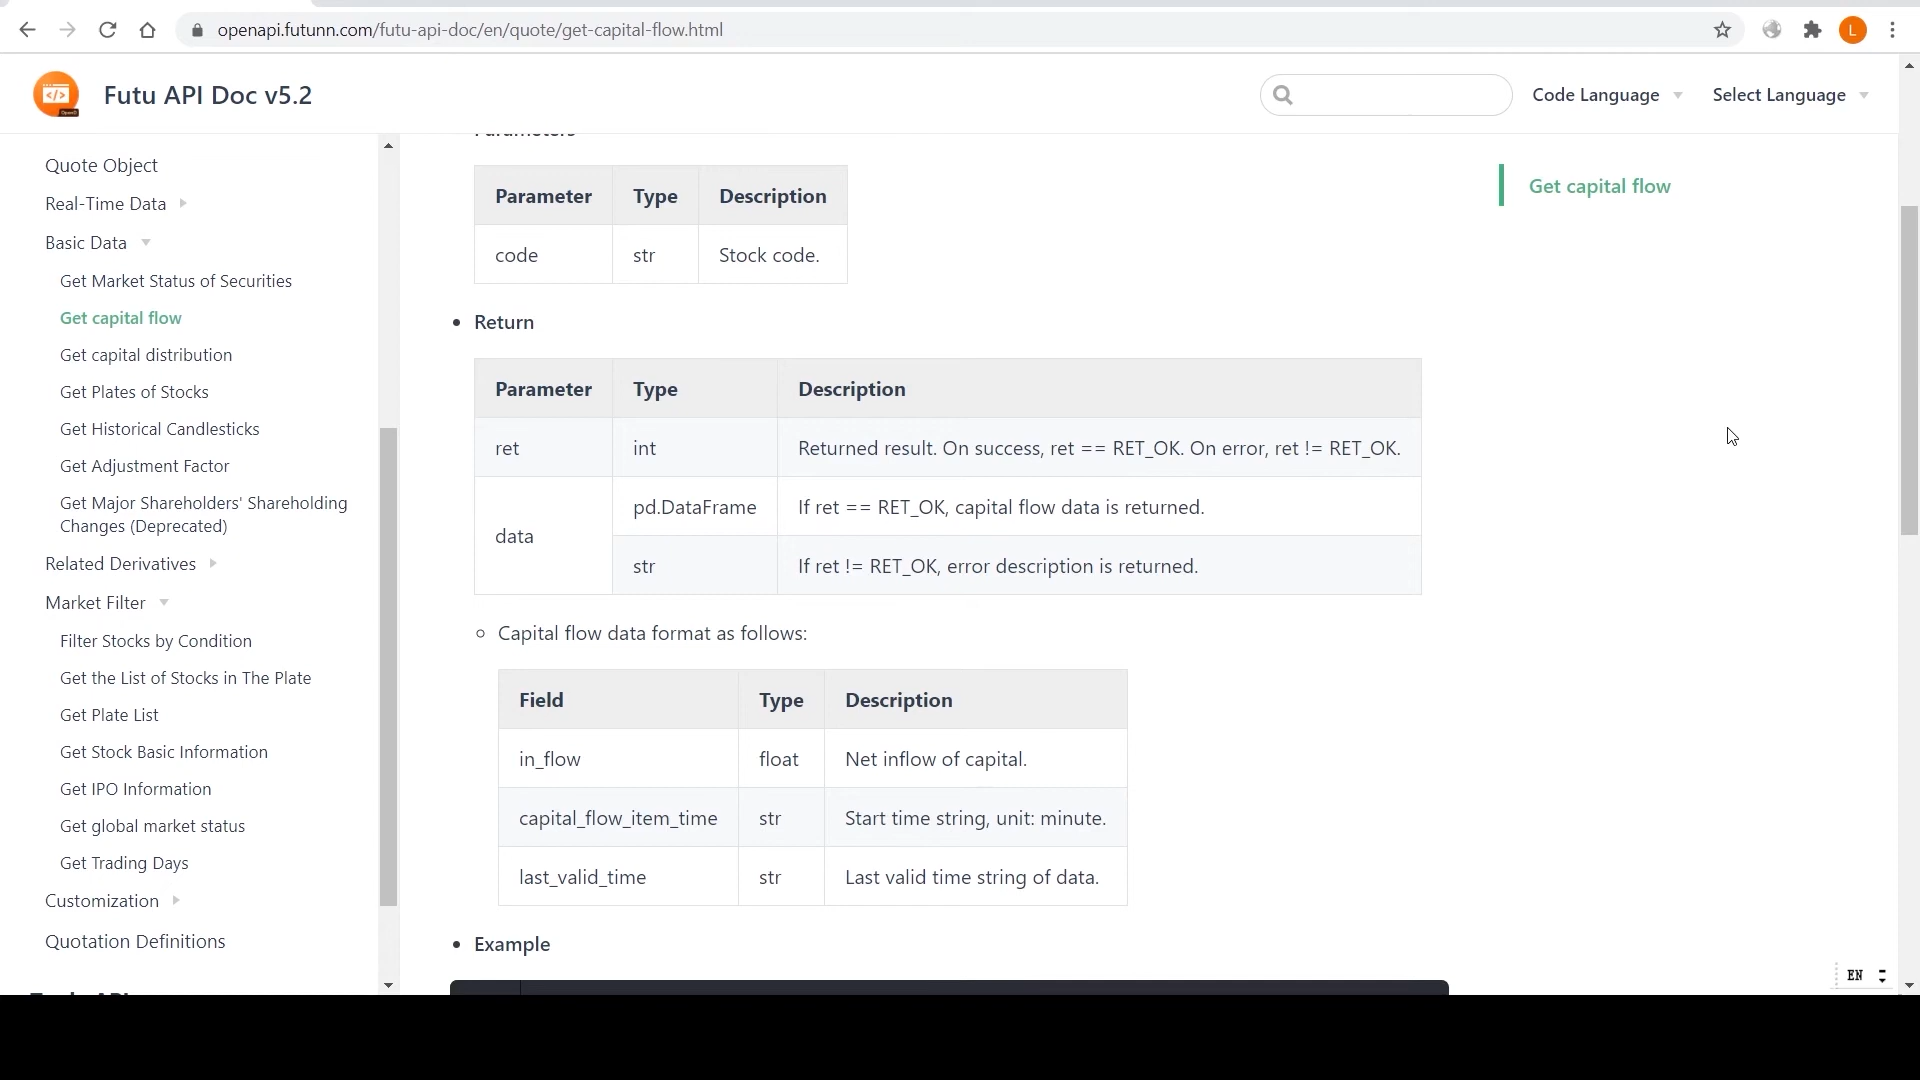 openapi.futunn.com/futu-api-doc/en/quote/get-capital-flow.html
L
</>
OpenD
Futu API Doc v5.2
Code Language
Select Language
Quote Object
Real-Time Data
Basic Data
Get Market Status of Securities
Get capital flow
Get capital distribution
Get Plates of Stocks
Get Historical Candlesticks
Get Adjustment Factor
Get Major Shareholders' Shareholding
Changes (Deprecated)
Related Derivatives
Market Filter
Filter Stocks by Condition
Get the List of Stocks in The Plate
Get Plate List
Get Stock Basic Information
Get IPO Information
Get global market status
Get Trading Days
Customization
Quotation Definitions
Parameters
Parameter Type Description
code str Stock code.
Return
Parameter Type Description
ret int Returned result. On success, ret == RET_OK. On error, ret != RET_OK.
data pd.DataFrame If ret == RET_OK, capital flow data is returned.
str If ret != RET_OK, error description is returned.
Capital flow data format as follows:
Field Type Description
in_flow float Net inflow of capital.
capital_flow_item_time str Start time string, unit: minute.
last_valid_time str Last valid time string of data.
Example
Get capital flow
EN